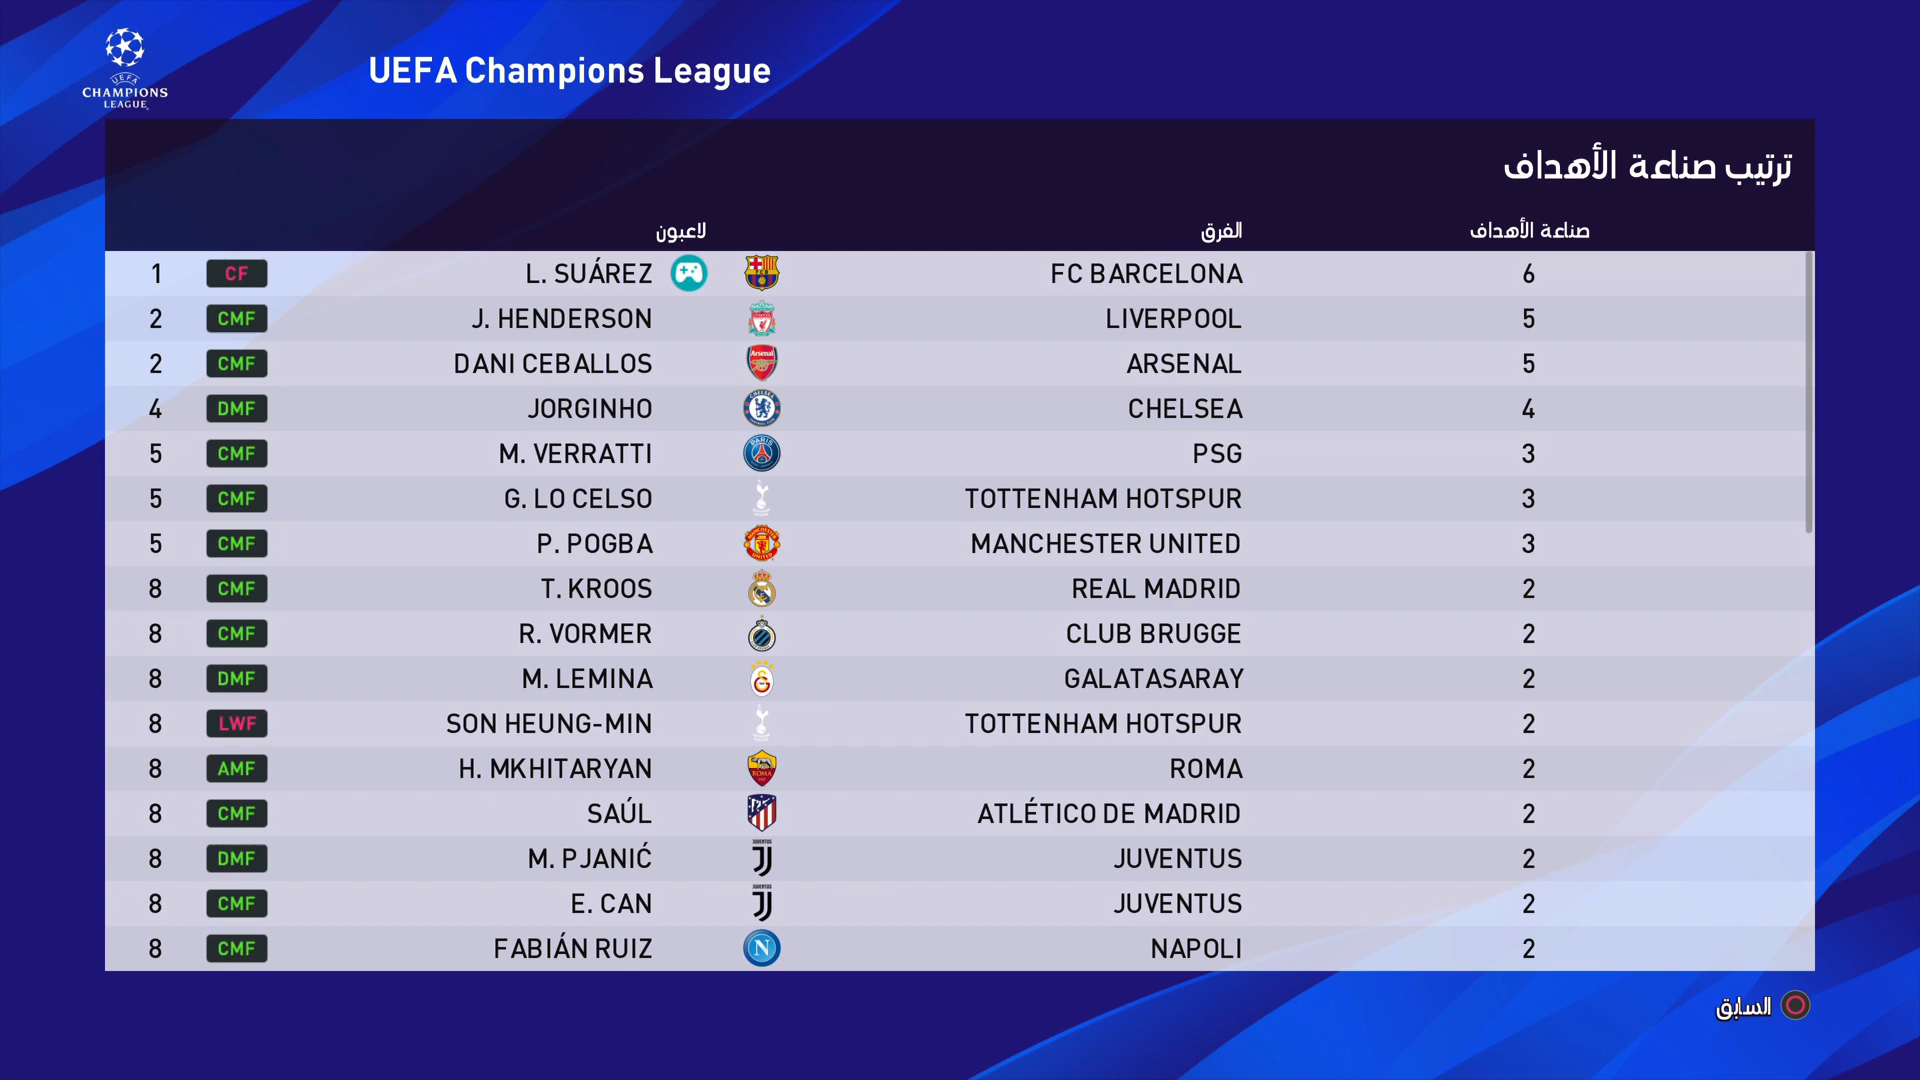 UEFA
CHAMPIONS
LEAGUE
UEFA Champions League
ترتيب صناعة الأهداف
لاعبون الفرق صناعة الأهداف
1 CF L. SUÁREZ FC BARCELONA 6
2 CMF J. HENDERSON LIVERPOOL 5
2 CMF DANI CEBALLOS ARSENAL 5
4 DMF JORGINHO CHELSEA 4
5 CMF M. VERRATTI PSG 3
5 CMF G. LO CELSO TOTTENHAM HOTSPUR 3
5 CMF P. POGBA MANCHESTER UNITED 3
8 CMF T. KROOS REAL MADRID 2
8 CMF R. VORMER CLUB BRUGGE 2
8 DMF M. LEMINA GALATASARAY 2
8 LWF SON HEUNG-MIN TOTTENHAM HOTSPUR 2
8 AMF H. MKHITARYAN ROMA 2
8 CMF SAÚL ATLÉTICO DE MADRID 2
8 DMF M. PJANIĆ JUVENTUS 2
8 CMF E. CAN JUVENTUS 2
8 CMF FABIÁN RUIZ NAPOLI 2
السابق